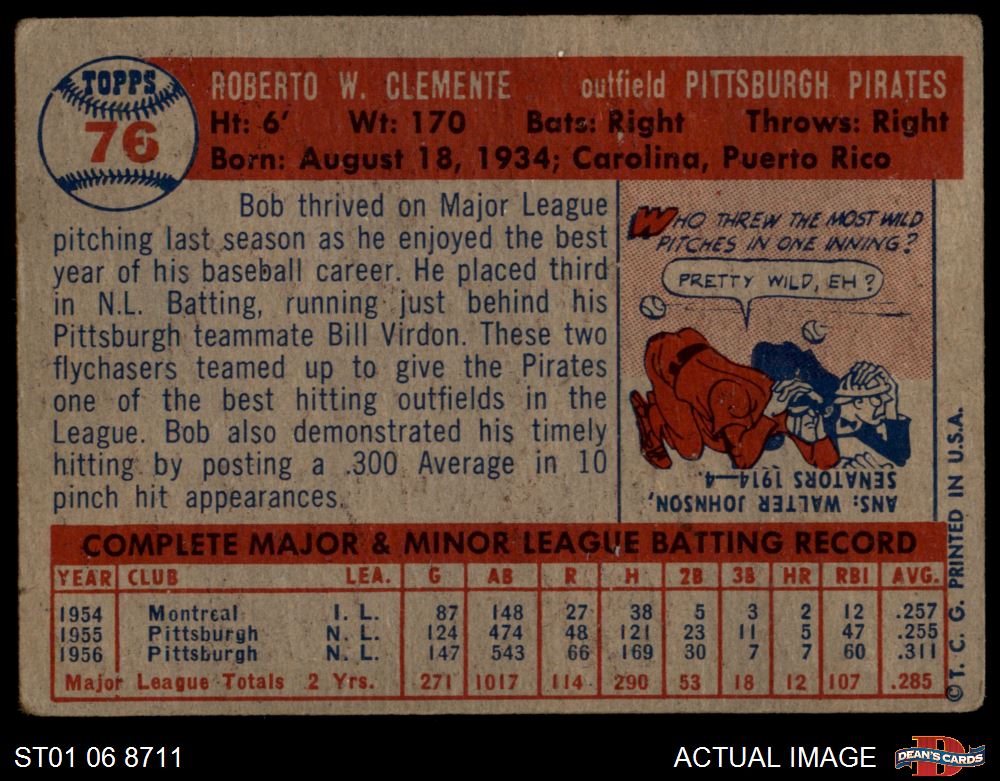 TOPPS
76
ROBERTO W. CLEMENTE outfield PITTSBURGH PIRATES
Ht: 6' Wt: 170 Bats: Right Throws: Right
Born: August 18, 1934; Carolina, Puerto Rico
Bob thrived on Major League
pitching last season as he enjoyed the best
year of his baseball career. He placed third
in N.L. Batting, running just behind his
Pittsburgh teammate Bill Virdon. These two
flychasers teamed up to give the Pirates
one of the best hitting outfields in the
League. Bob also demonstrated his timely
hitting by posting a .300 Average in 10
pinch hit appearances.
WHO THREW THE MOST WILD
PITCHES IN ONE INNING?
PRETTY WILD, EH?
ANS: WALTER JOHNSON,
SENATORS 1914—4
COMPLETE MAJOR & MINOR LEAGUE BATTING RECORD
YEAR CLUB LEA. G AB R H 2B 3B HR RBI AVG.
1954 Montreal I. L. 87 148 27 38 5 3 2 12 .257
1955 Pittsburgh N. L. 124 474 48 121 23 11 5 47 .255
1956 Pittsburgh N. L. 147 543 66 169 30 7 7 60 .311
Major League Totals 2 Yrs. 271 1017 114 290 53 18 12 107 .285
© T. C. G. PRINTED IN U.S.A.
ST01 06 8711
ACTUAL IMAGE
D
DEAN'S CARDS